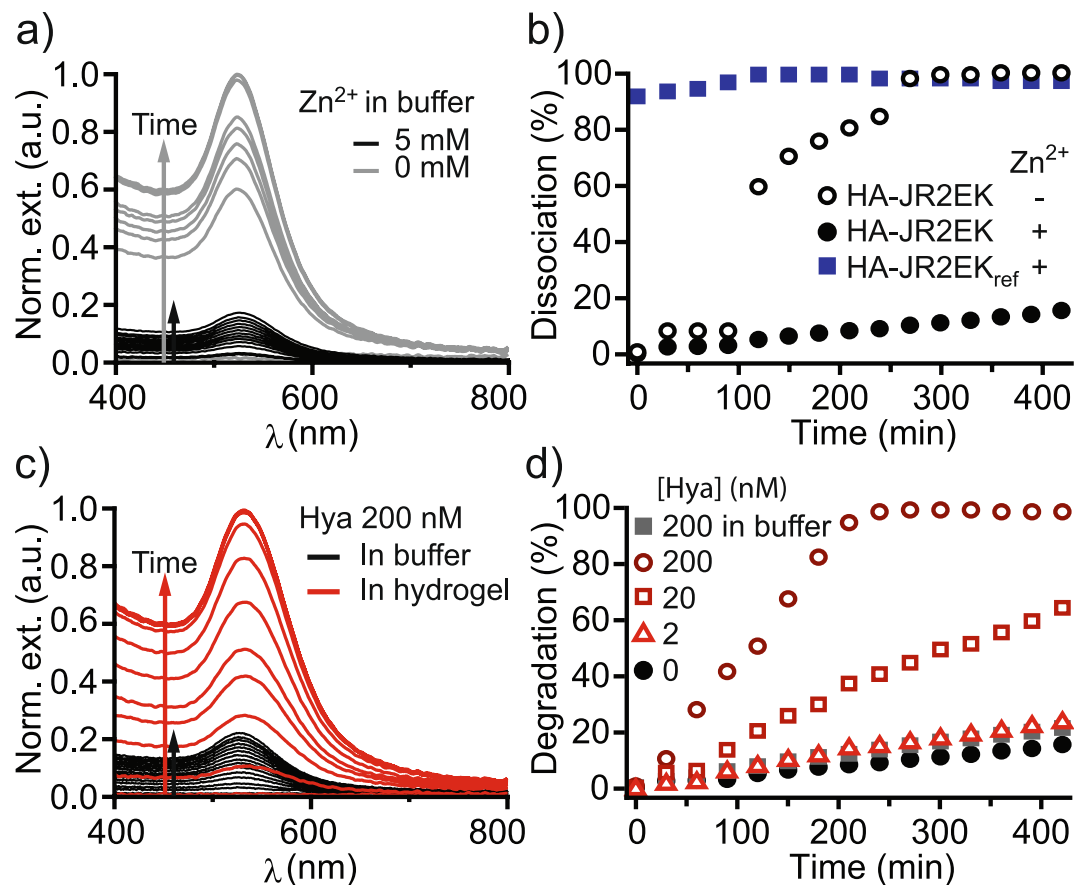 a)
Norm. ext. (a.u.)
1.0
0.8
0.6
0.4
0.2
0.0
Time
Zn²⁺ in buffer
5 mM
0 mM
400
600
800
λ (nm)
b)
Dissociation (%)
100
80
60
40
20
0
Zn²⁺
HA-JR2EK -
HA-JR2EK +
HA-JR2EKref +
0
100
200
300
400
Time (min)
c)
Norm. ext. (a.u.)
1.0
0.8
0.6
0.4
0.2
0.0
Time
Hya 200 nM
In buffer
In hydrogel
400
600
800
λ (nm)
d)
Degradation (%)
100
80
60
40
20
0
[Hya] (nM)
200 in buffer
200
20
2
0
0
100
200
300
400
Time (min)